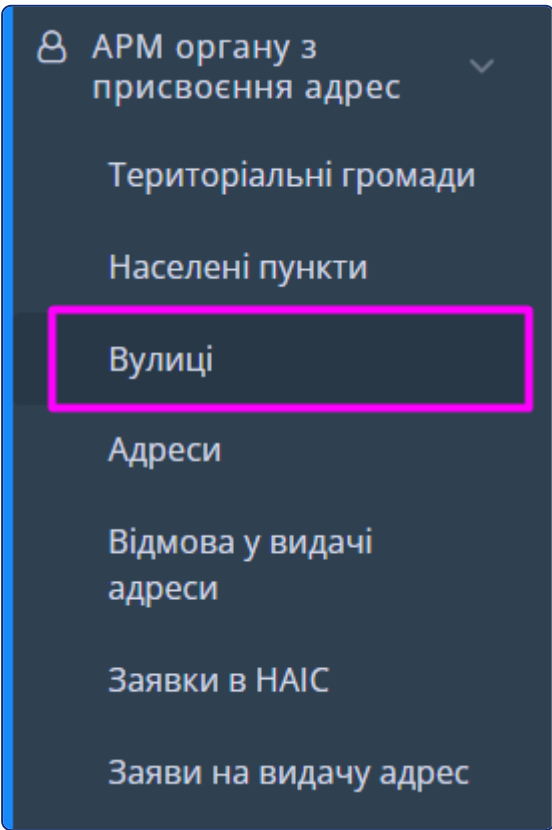 АРМ органу з
присвоєння адрес
Територіальні громади
Населені пункти
Вулиці
Адреси
Відмова у видачі
адреси
Заявки в НАІС
Заяви на видачу адрес